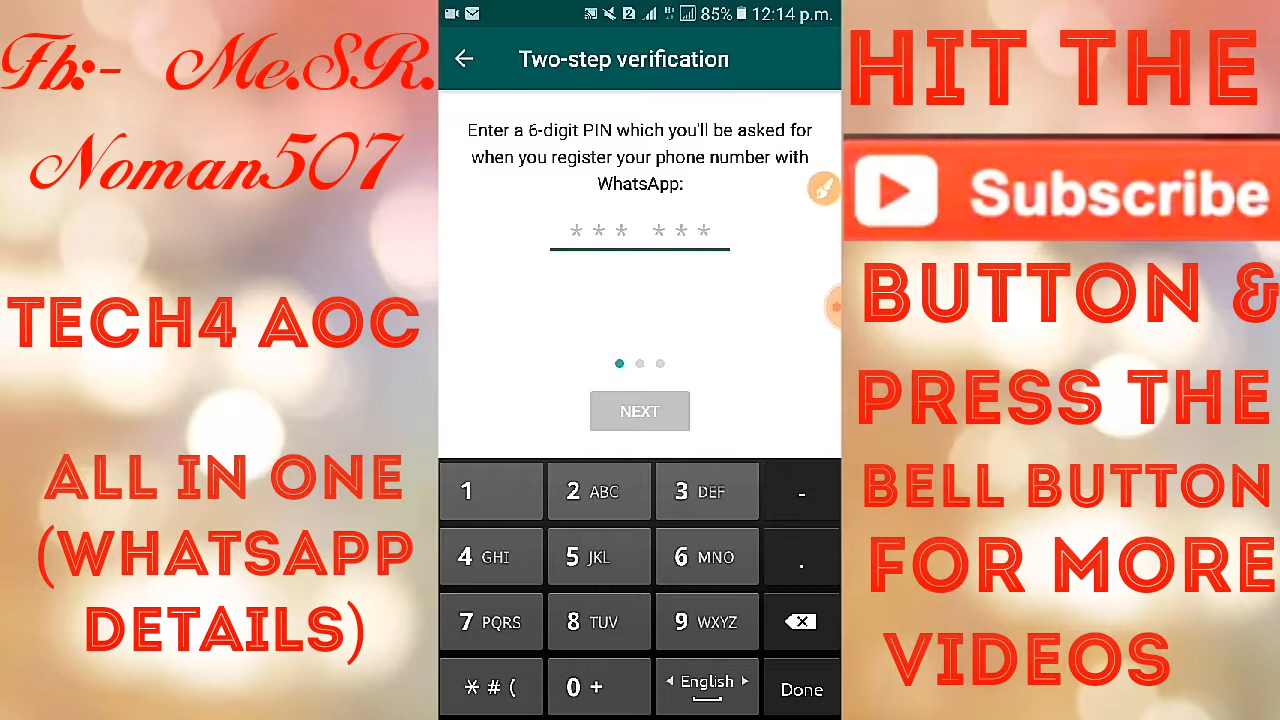 Fb:- Me.SR.
Noman507
TECH4 AOC
ALL IN ONE
(WHATSAPP
DETAILS)
2
85%
12:14 p.m.
Two-step verification
Enter a 6-digit PIN which you'll be asked for
when you register your phone number with
WhatsApp:
*** ***
NEXT
1
2 ABC
3 DEF
-
4 GHI
5 JKL
6 MNO
.
7 PQRS
8 TUV
9 WXYZ
* # (
0 +
English
Done
HIT THE
Subscribe
BUTTON &
PRESS THE
BELL BUTTON
FOR MORE
VIDEOS